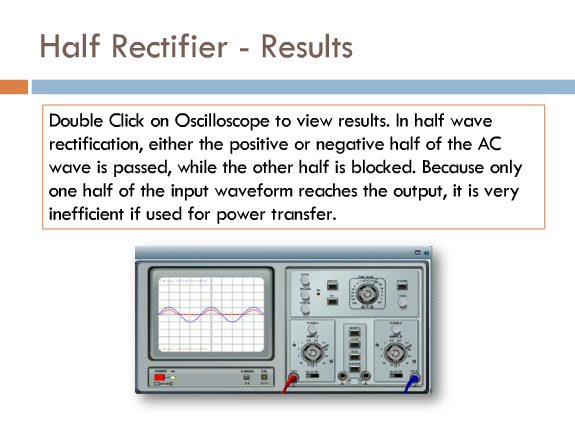 Half Rectifier - Results
Double Click on Oscilloscope to view results. In half wave
rectification, either the positive or negative half of the AC
wave is passed, while the other half is blocked. Because only
one half of the input waveform reaches the output, it is very
inefficient if used for power transfer.
POWER